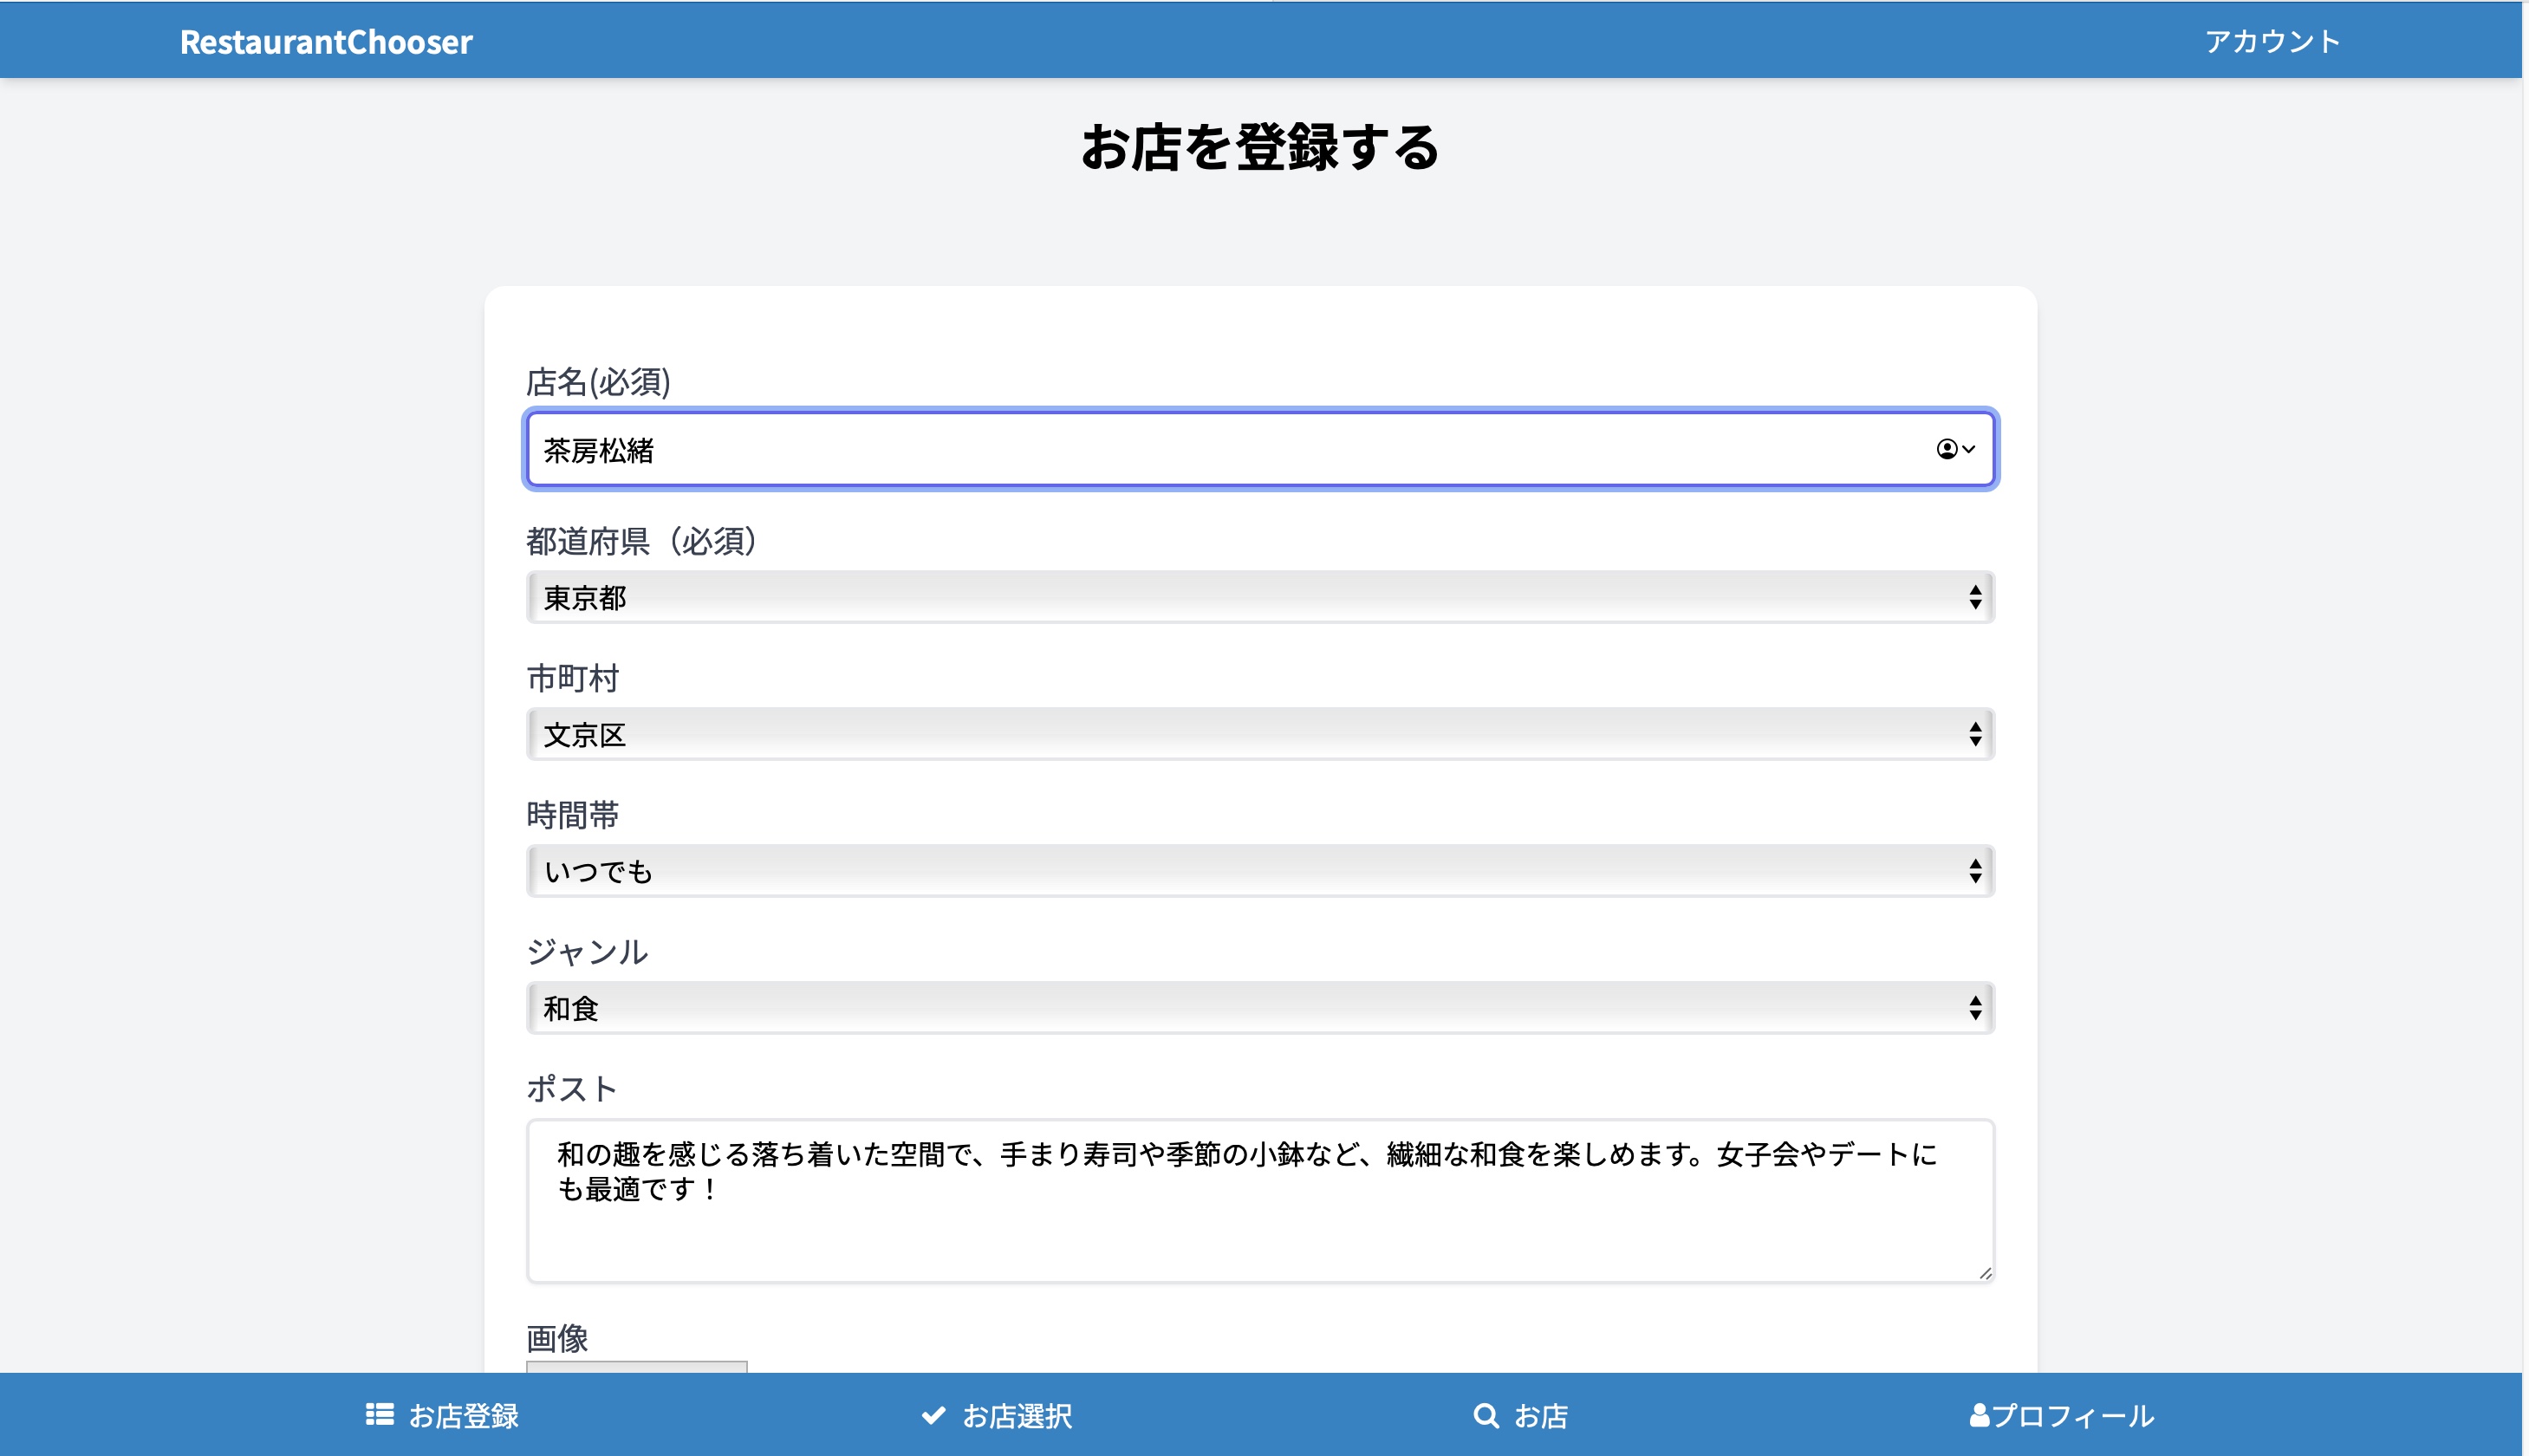 RestaurantChooser
アカウント
お店を登録する
店名(必須)
茶房松緒
都道府県（必須）
東京都
市町村
文京区
時間帯
いつでも
ジャンル
和食
ポスト
和の趣を感じる落ち着いた空間で、手まり寿司や季節の小鉢など、繊細な和食を楽しめます。女子会やデートに
も最適です！
画像
お店登録
お店選択
お店
プロフィール